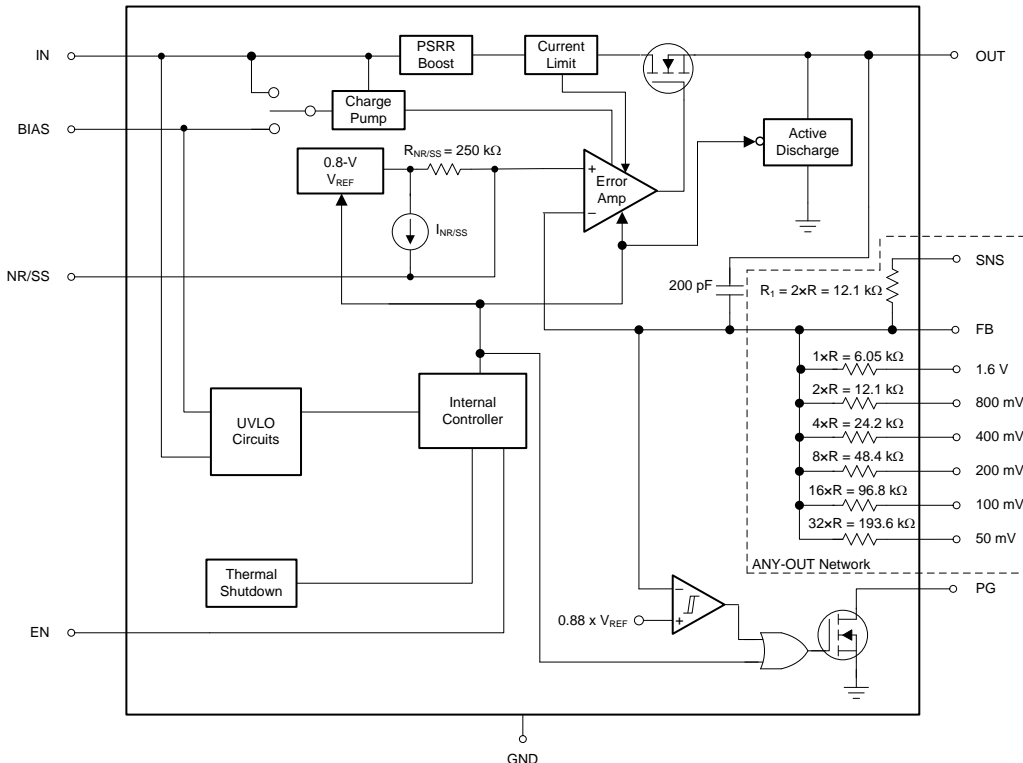 IN
PSRR
Boost
Current
Limit
OUT
Charge
Pump
BIAS
Active
Discharge
0.8-V
VREF
RNR/SS = 250 kΩ
+
Error
Amp
−
INR/SS
NR/SS
SNS
200 pF
R1 = 2×R = 12.1 kΩ
FB
1×R = 6.05 kΩ
1.6 V
2×R = 12.1 kΩ
800 mV
4×R = 24.2 kΩ
400 mV
8×R = 48.4 kΩ
200 mV
16×R = 96.8 kΩ
100 mV
32×R = 193.6 kΩ
50 mV
ANY-OUT Network
UVLO
Circuits
Internal
Controller
Thermal
Shutdown
PG
−
0.88 x VREF
+
EN
GND